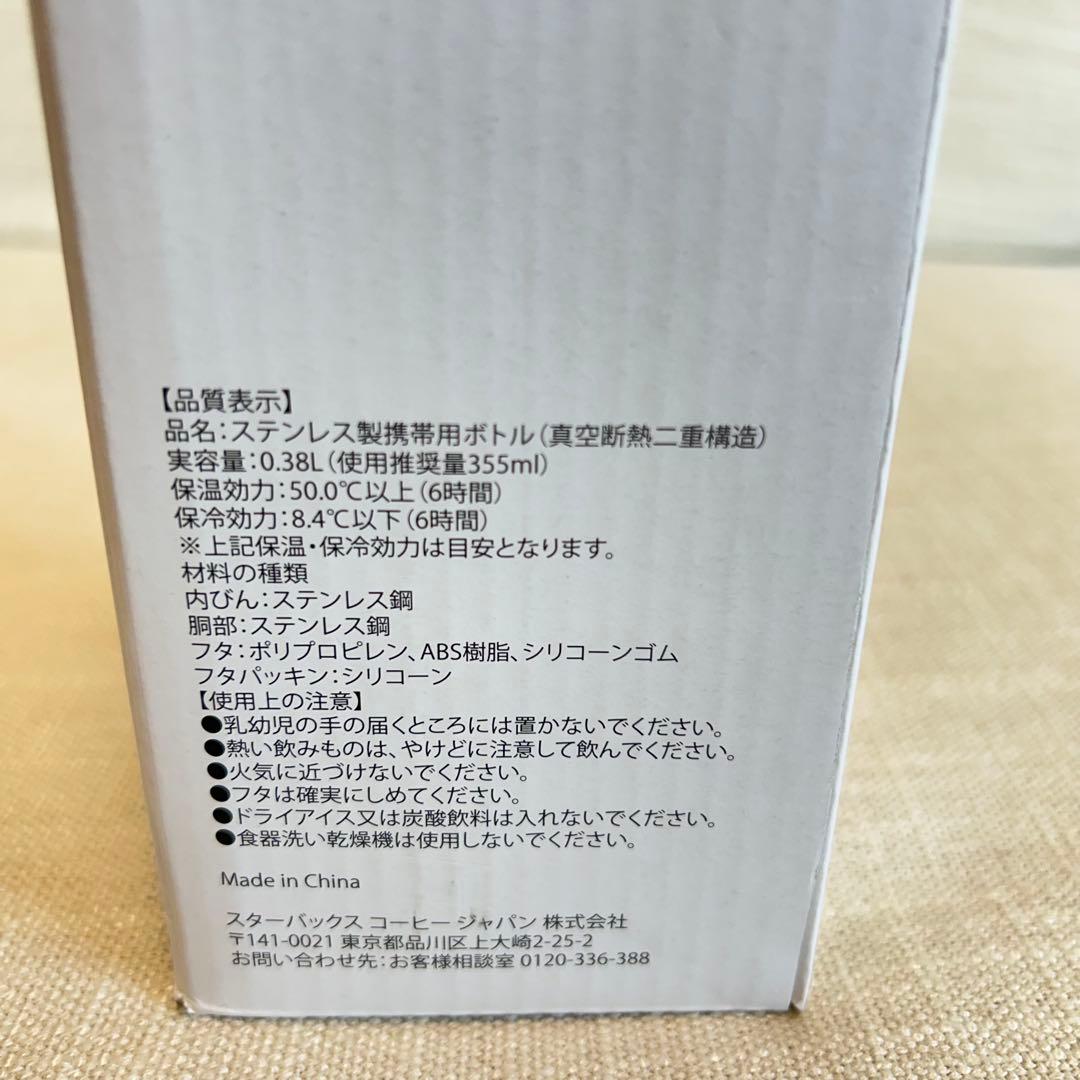 【品質表示】
品名:ステンレス製携帯用ボトル(真空断熱二重構造)
実容量:0.38L(使用推奨量355ml)
保温効力:50.0℃以上(6時間)
保冷効力:8.4℃以下(6時間)
※上記保温・保冷効力は目安となります。
材料の種類
内びん:ステンレス鋼
胴部:ステンレス鋼
フタ:ポリプロピレン、ABS樹脂、シリコーンゴム
フタパッキン:シリコーン
【使用上の注意】
●乳幼児の手の届くところには置かないでください。
●熱い飲みものは、やけどに注意して飲んでください。
●火気に近づけないでください。
●フタは確実にしめてください。
●ドライアイス又は炭酸飲料は入れないでください。
●食器洗い乾燥機は使用しないでください。
Made in China
スターバックス コーヒー ジャパン 株式会社
〒141-0021 東京都品川区上大崎2-25-2
お問い合わせ先:お客様相談室 0120-336-388